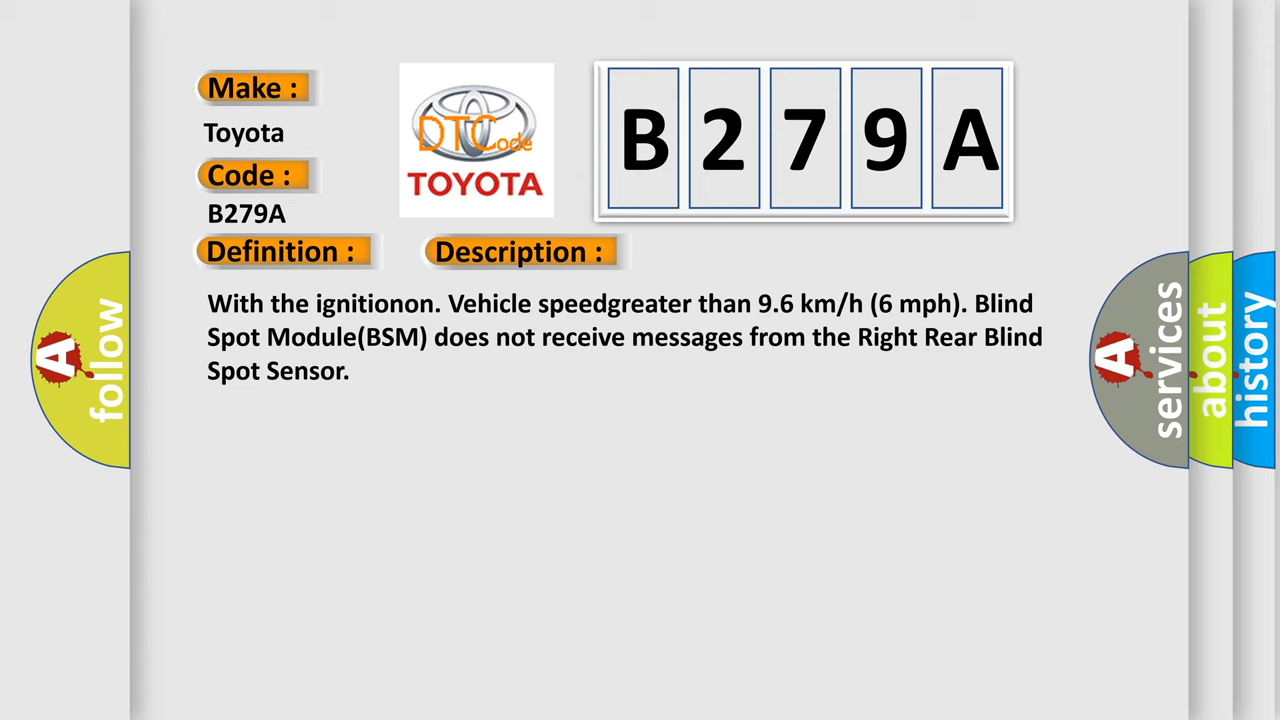 Make :
Toyota
Code :
B279A
Definition :
Description :
With the ignitionon. Vehicle speedgreater than 9.6 km/h (6 mph). Blind
Spot Module(BSM) does not receive messages from the Right Rear Blind
Spot Sensor.
DTCode
TOYOTA
B 2 7 9 A
A follow
A services
about
history